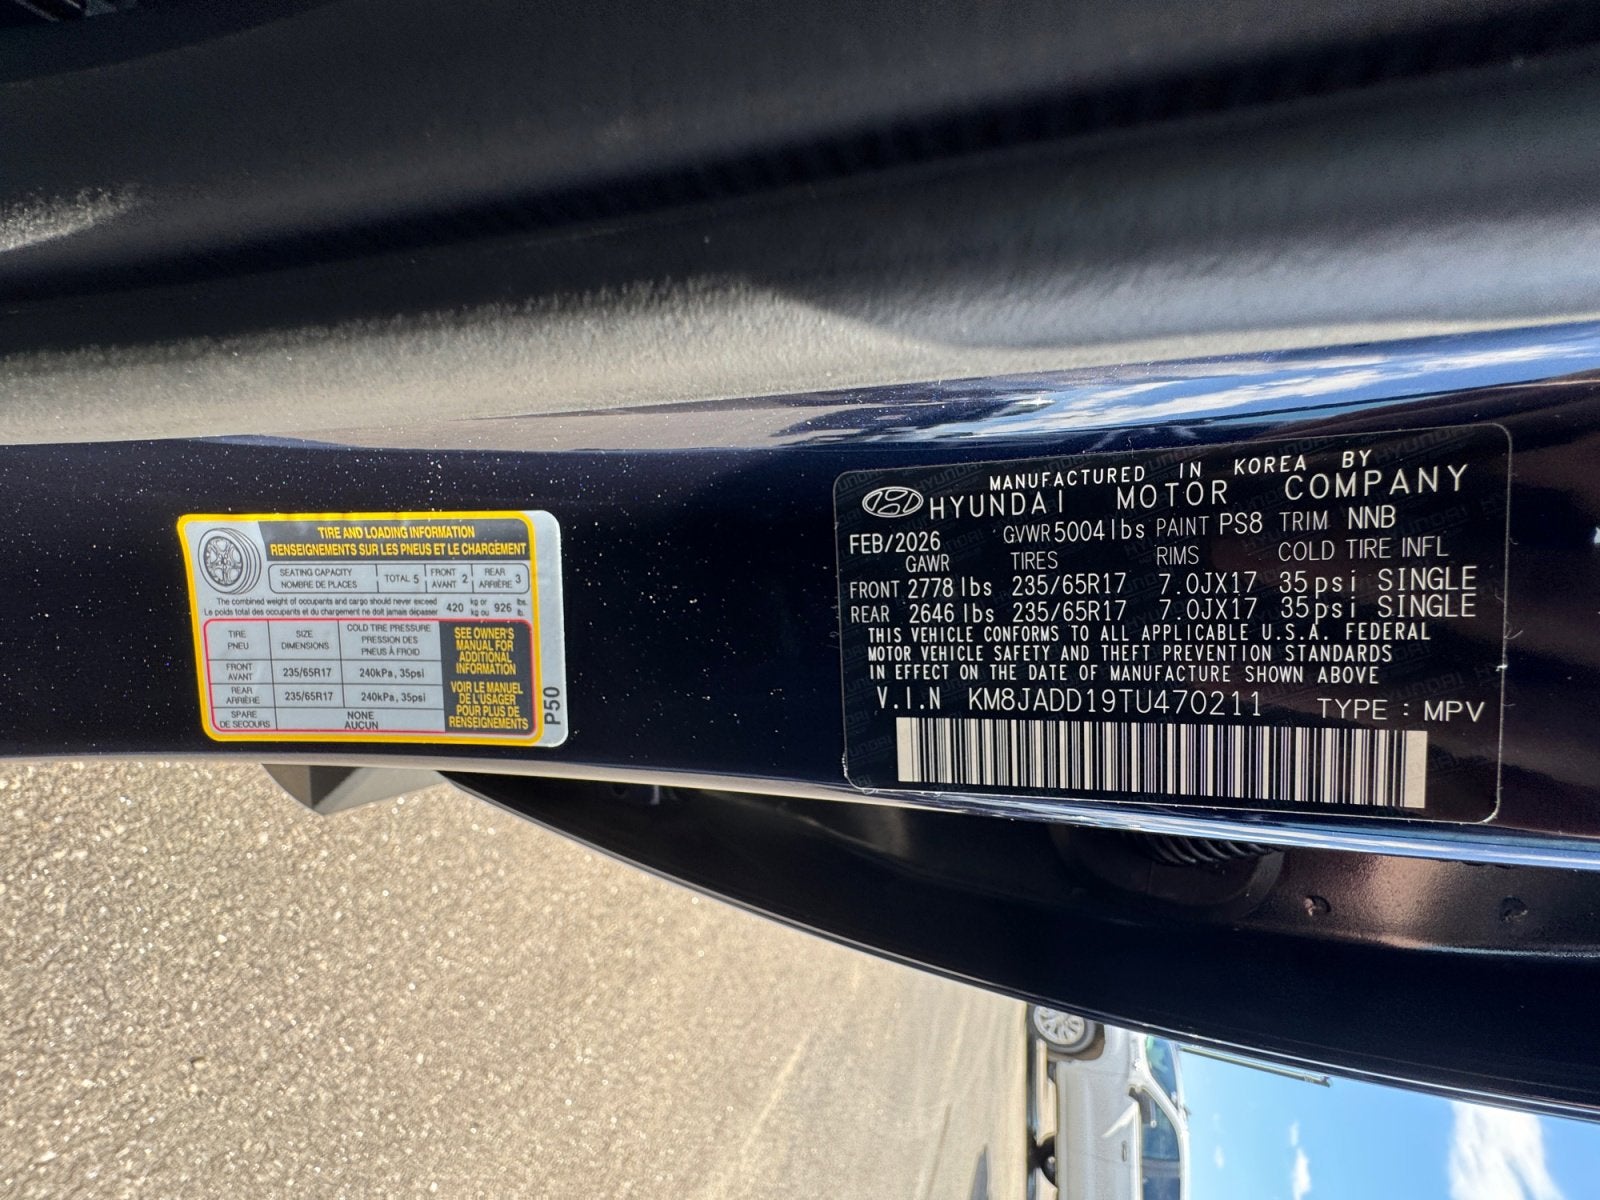 TIRE AND LOADING INFORMATION
RENSEIGNEMENTS SUR LES PNEUS ET LE CHARGEMENT
SEATING CAPACITY
NOMBRE DE PLACES
TOTAL 5
FRONT
AVANT 2
REAR
ARRIÈRE 3
The combined weight of occupants and cargo should never exceed
Le poids total des occupants et du chargement ne doit jamais dépasser
420 kg or
kg ou 926 lbs.
lb.
TIRE
PNEU
SIZE
DIMENSIONS
COLD TIRE PRESSURE
PRESSION DES
PNEUS À FROID
FRONT
AVANT
235/65R17
240kPa, 35psi
REAR
ARRIÈRE
235/65R17
240kPa, 35psi
SPARE
DE SECOURS
NONE
AUCUN
SEE OWNER'S
MANUAL FOR
ADDITIONAL
INFORMATION
VOIR LE MANUEL
DE L'USAGER
POUR PLUS DE
RENSEIGNEMENTS
P50
MANUFACTURED IN KOREA BY
HYUNDAI MOTOR COMPANY
FEB/2026 GVWR 5004 lbs PAINT PS8 TRIM NNB
GAWR TIRES RIMS COLD TIRE INFL
FRONT 2778 lbs 235/65R17 7.0JX17 35psi SINGLE
REAR 2646 lbs 235/65R17 7.0JX17 35psi SINGLE
THIS VEHICLE CONFORMS TO ALL APPLICABLE U.S.A. FEDERAL
MOTOR VEHICLE SAFETY AND THEFT PREVENTION STANDARDS
IN EFFECT ON THE DATE OF MANUFACTURE SHOWN ABOVE
V.I.N KM8JADD19TU470211 TYPE : MPV